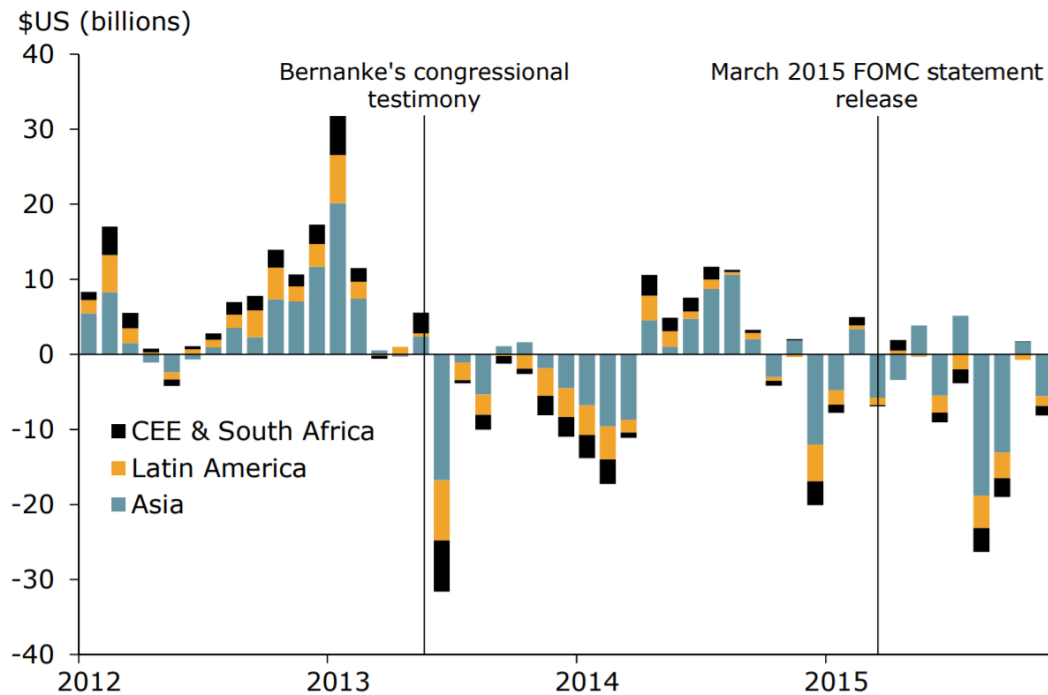 $US (billions)
40
Bernanke's congressional
testimony
March 2015 FOMC statement
release
30
20
10
0
CEE & South Africa
Latin America
Asia
-10
-20
-30
-40
2012
2013
2014
2015